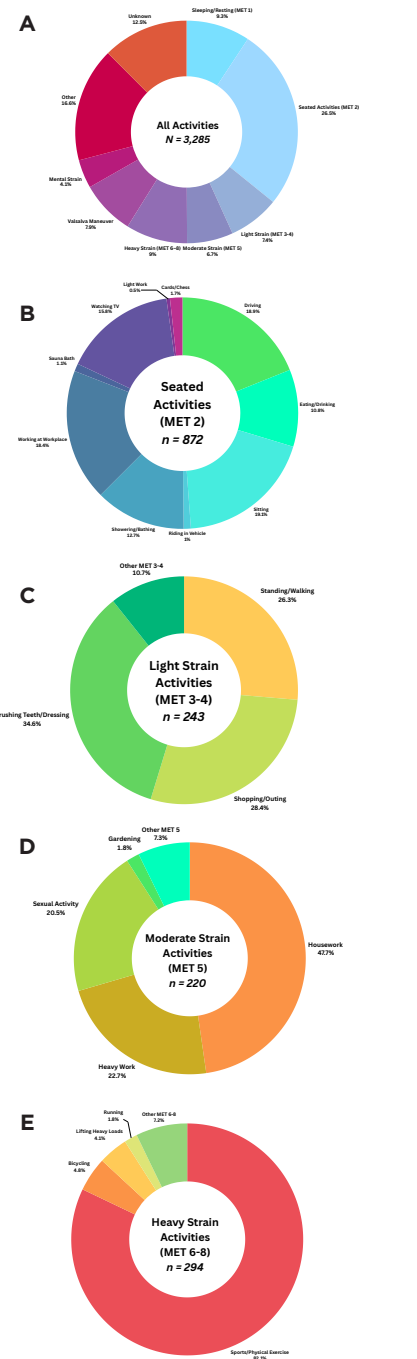 A
Sleeping/Resting (MET 1)
9.3%
Seated Activities (MET 2)
26.5%
Light Strain (MET 3-4)
7.4%
Moderate Strain (MET 5)
6.7%
Heavy Strain (MET 6-8)
9%
Valsalva Maneuver
7.9%
Mental Strain
4.1%
Other
16.6%
Unknown
12.5%
All Activities
N = 3,285
B
Driving
18.9%
Eating/Drinking
10.8%
Sitting
19.1%
Riding in Vehicle
1%
Showering/Bathing
12.7%
Working at Workplace
18.4%
Sauna Bath
1.1%
Watching TV
15.8%
Light Work
0.5%
Cards/Chess
1.7%
Seated
Activities
(MET 2)
n = 872
C
Standing/Walking
26.3%
Shopping/Outing
28.4%
rushing Teeth/Dressing
34.6%
Other MET 3-4
10.7%
Light Strain
Activities
(MET 3-4)
n = 243
D
Housework
47.7%
Heavy Work
22.7%
Sexual Activity
20.5%
Gardening
1.8%
Other MET 5
7.3%
Moderate Strain
Activities
(MET 5)
n = 220
E
Sports/Physical Exercise
Bicycling
4.8%
Lifting Heavy Loads
4.1%
Running
1.8%
Other MET 6-8
7.2%
Heavy Strain
Activities
(MET 6-8)
n = 294